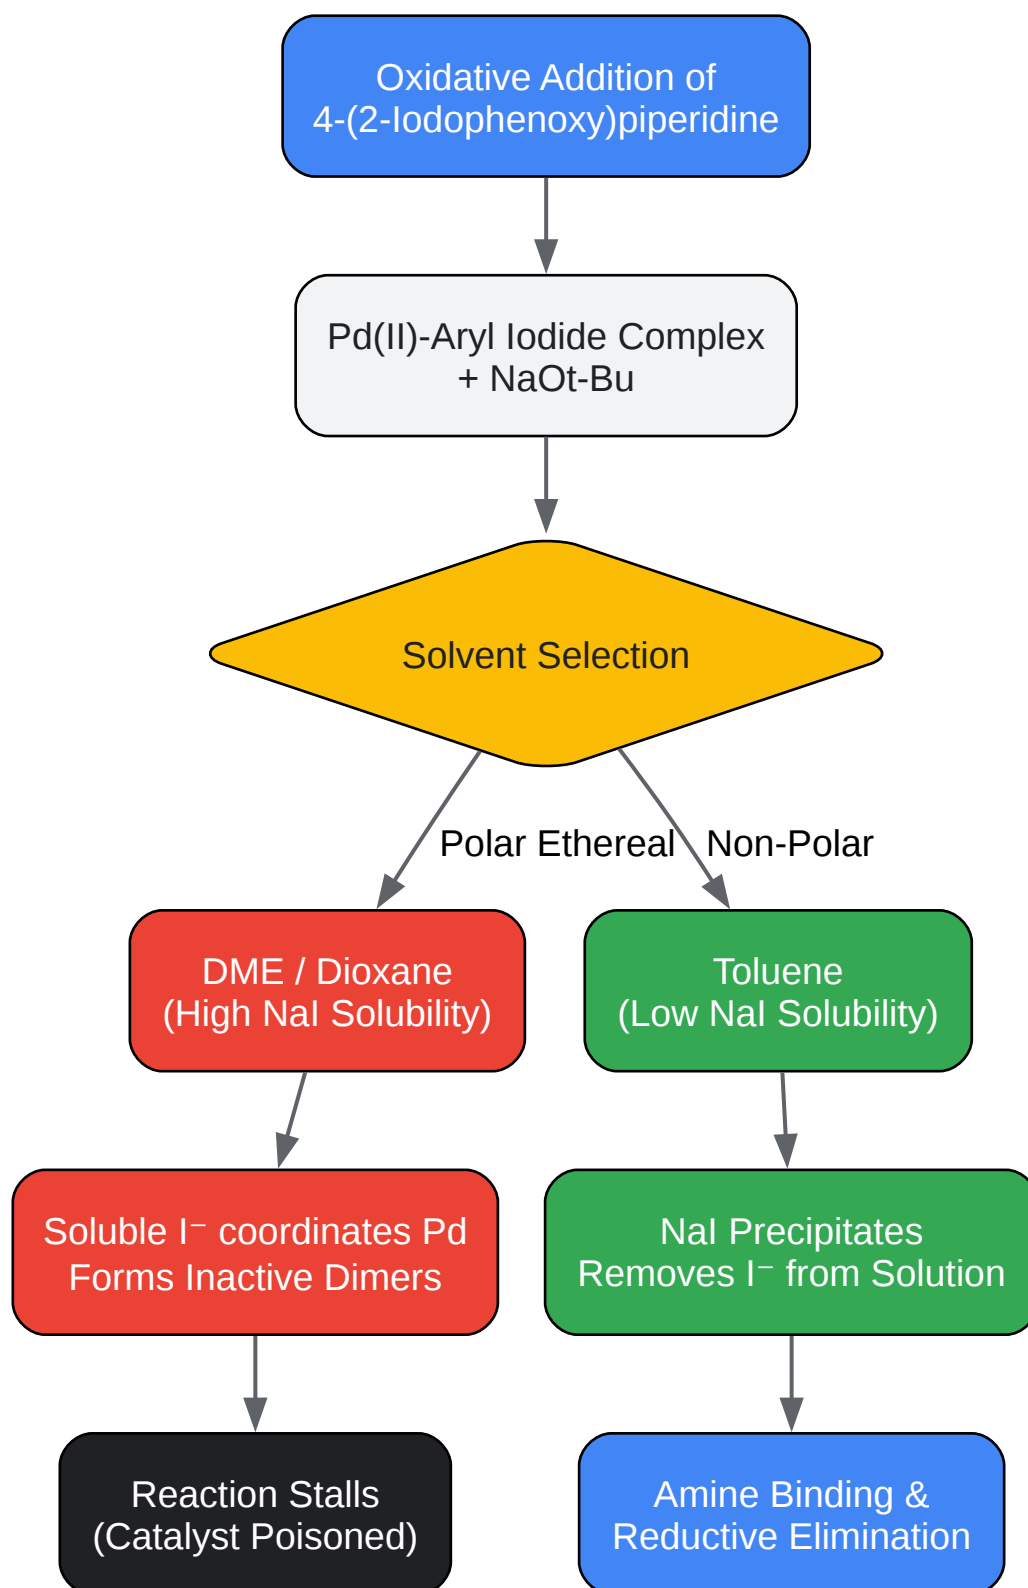 Oxidative Addition of
4-(2-Iodophenoxy)piperidine
Pd(II)-Aryl Iodide Complex
+ NaOt-Bu
Solvent Selection
Polar Ethereal
Non-Polar
DME / Dioxane
(High NaI Solubility)
Toluene
(Low NaI Solubility)
Soluble I⁻ coordinates Pd
Forms Inactive Dimers
NaI Precipitates
Removes I⁻ from Solution
Reaction Stalls
(Catalyst Poisoned)
Amine Binding &
Reductive Elimination